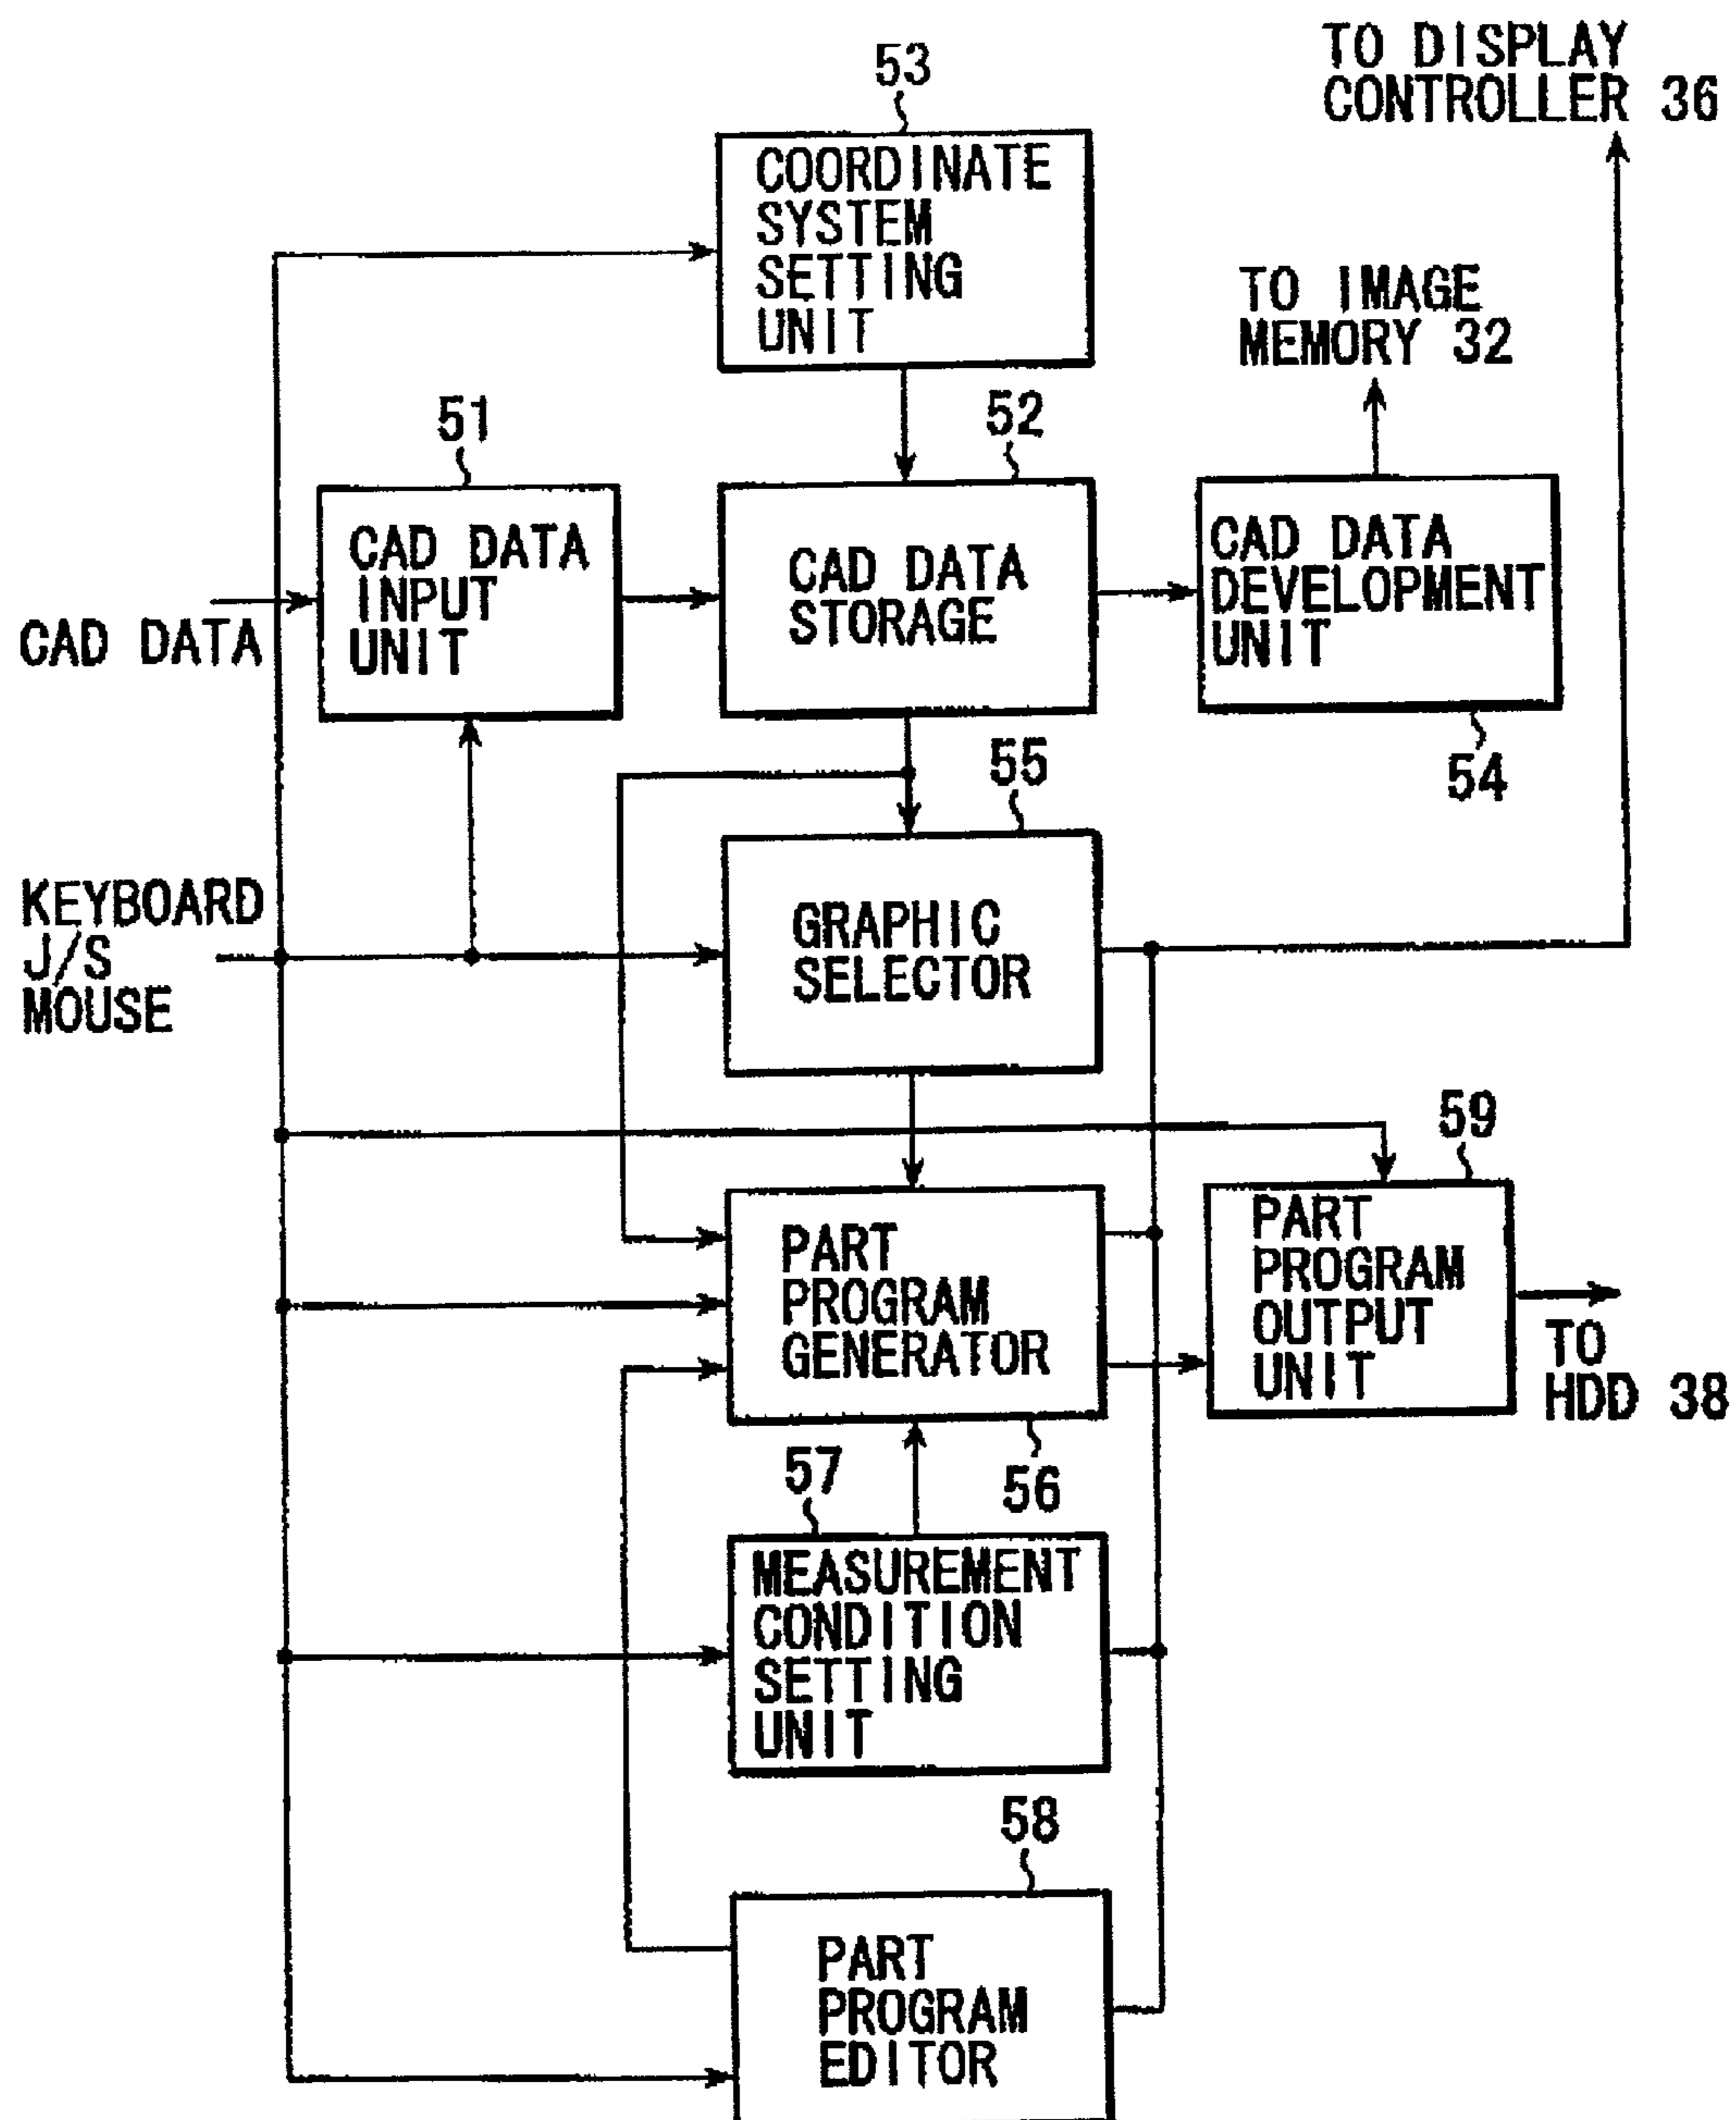 TO DISPLAY
CONTROLLER 36
53
COORDINATE
SYSTEM
SETTING
UNIT
TO IMAGE
MEMORY 32
51
52
CAD DATA
INPUT
UNIT
CAD DATA
STORAGE
CAD DATA
DEVELOPMENT
UNIT
CAD DATA
54
55
KEYBOARD
J/S
MOUSE
GRAPHIC
SELECTOR
59
PART
PROGRAM
GENERATOR
PART
PROGRAM
OUTPUT
UNIT
TO
HDD 38
57
56
MEASUREMENT
CONDITION
SETTING
UNIT
58
PART
PROGRAM
EDITOR